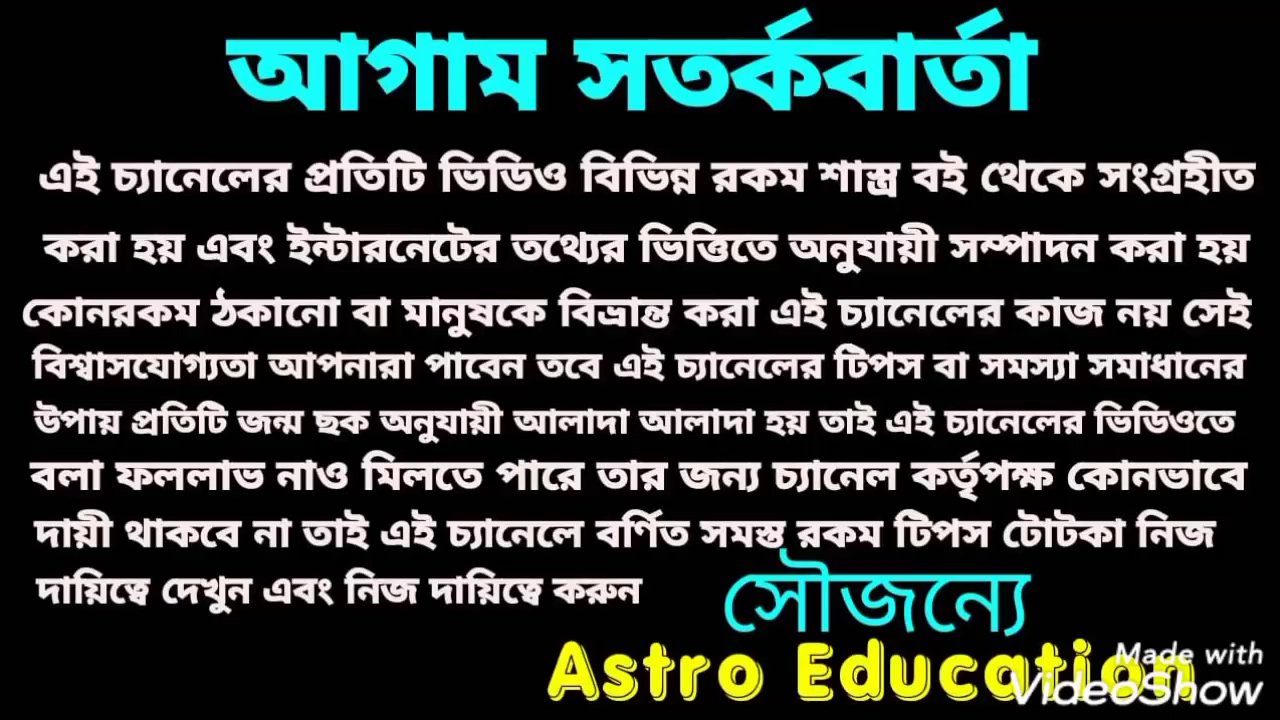 আগাম সতর্কবার্তা
এই চ্যানেলের প্রতিটি ভিডিও বিভিন্ন রকম শাস্ত্র বই থেকে সংগ্রহীত
করা হয় এবং ইন্টারনেটের তথ্যের ভিত্তিতে অনুযায়ী সম্পাদন করা হয়
কোনরকম ঠকানো বা মানুষকে বিভ্রান্ত করা এই চ্যানেলের কাজ নয় সেই
বিশ্বাসযোগ্যতা আপনারা পাবেন তবে এই চ্যানেলের টিপস বা সমস্যা সমাধানের
উপায় প্রতিটি জন্ম ছক অনুযায়ী আলাদা আলাদা হয় তাই এই চ্যানেলের ভিডিওতে
বলা ফললাভ নাও মিলতে পারে তার জন্য চ্যানেল কর্তৃপক্ষ কোনভাবে
দায়ী থাকবে না তাই এই চ্যানেলে বর্ণিত সমস্ত রকম টিপস টোটকা নিজ
দায়িত্বে দেখুন এবং নিজ দায়িত্বে করুন
সৌজন্যে
Astro Education
Made with
VideoShow